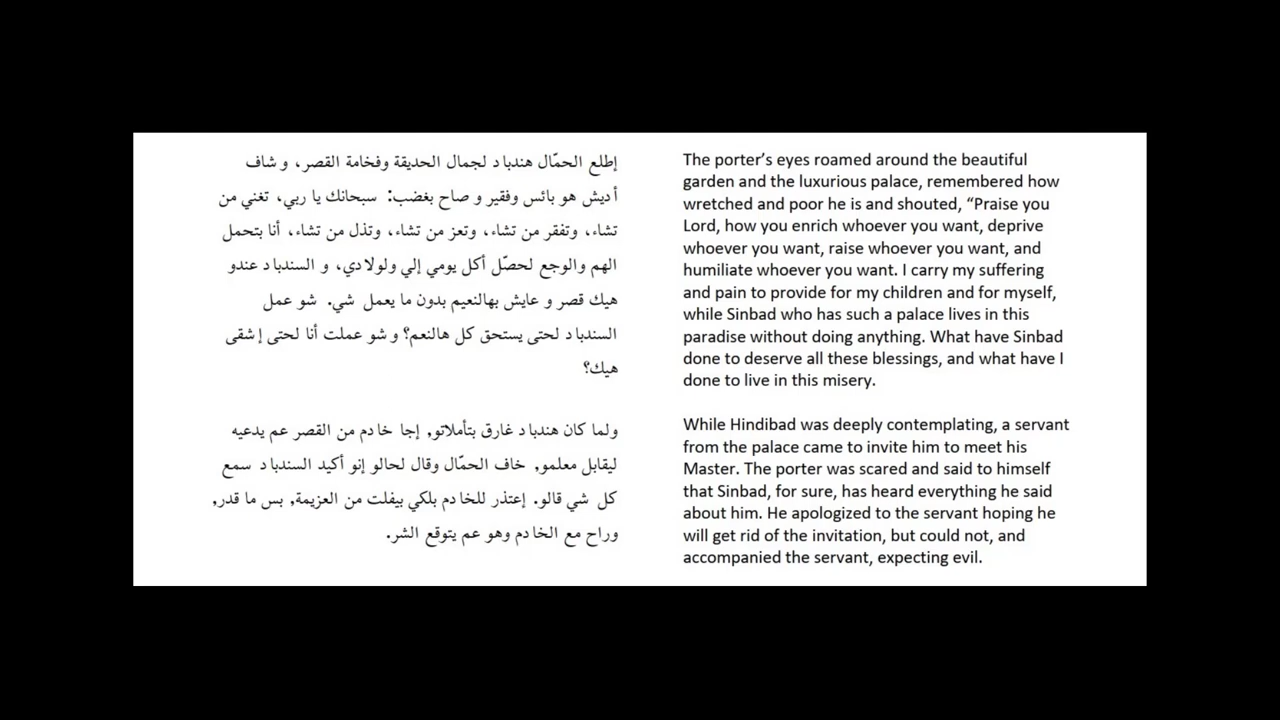 إطلع الحمّال هندباد لجمال الحديقة وفخامة القصر، و شاف
أديش هو بائس وفقير و صاح بغضب: سبحانك يا ربي، تغني من
تشاء، وتفقر من تشاء، وتعز من تشاء، وتذل من تشاء، أنا بتحمل
الهم والوجع لحصّل أكل يومي إلي ولولادي، و السندباد عندو
هيك قصر و عايش بهالنعيم بدون ما يعمل شي. شو عمل
السندباد لحتى يستحق كل هالنعم؟ و شو عملت أنا لحتى إشقى
هيك؟
ولما كان هندباد غارق بتأملاتو, إجا خادم من القصر عم يدعيه
ليقابل معلمو, خاف الحمّال وقال لحالو إنو أكيد السندباد سمع
كل شي قالو. إعتذر للخادم بلكي بيفلت من العزيمة, بس ما قدر,
وراح مع الخادم وهو عم يتوقع الشر.
The porter’s eyes roamed around the beautiful
garden and the luxurious palace, remembered how
wretched and poor he is and shouted, “Praise you
Lord, how you enrich whoever you want, deprive
whoever you want, raise whoever you want, and
humiliate whoever you want. I carry my suffering
and pain to provide for my children and for myself,
while Sinbad who has such a palace lives in this
paradise without doing anything. What have Sinbad
done to deserve all these blessings, and what have I
done to live in this misery.
While Hindibad was deeply contemplating, a servant
from the palace came to invite him to meet his
Master. The porter was scared and said to himself
that Sinbad, for sure, has heard everything he said
about him. He apologized to the servant hoping he
will get rid of the invitation, but could not, and
accompanied the servant, expecting evil.